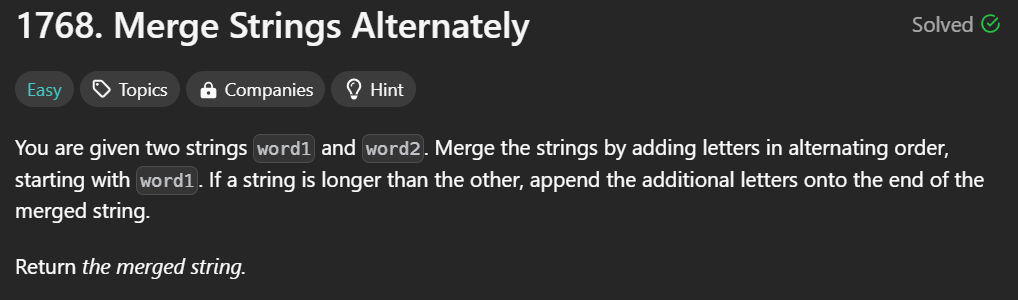 1768. Merge Strings Alternately
Solved
Easy Topics Companies Hint
You are given two strings word1 and word2. Merge the strings by adding letters in alternating order,
starting with word1. If a string is longer than the other, append the additional letters onto the end of the
merged string.
Return the merged string.